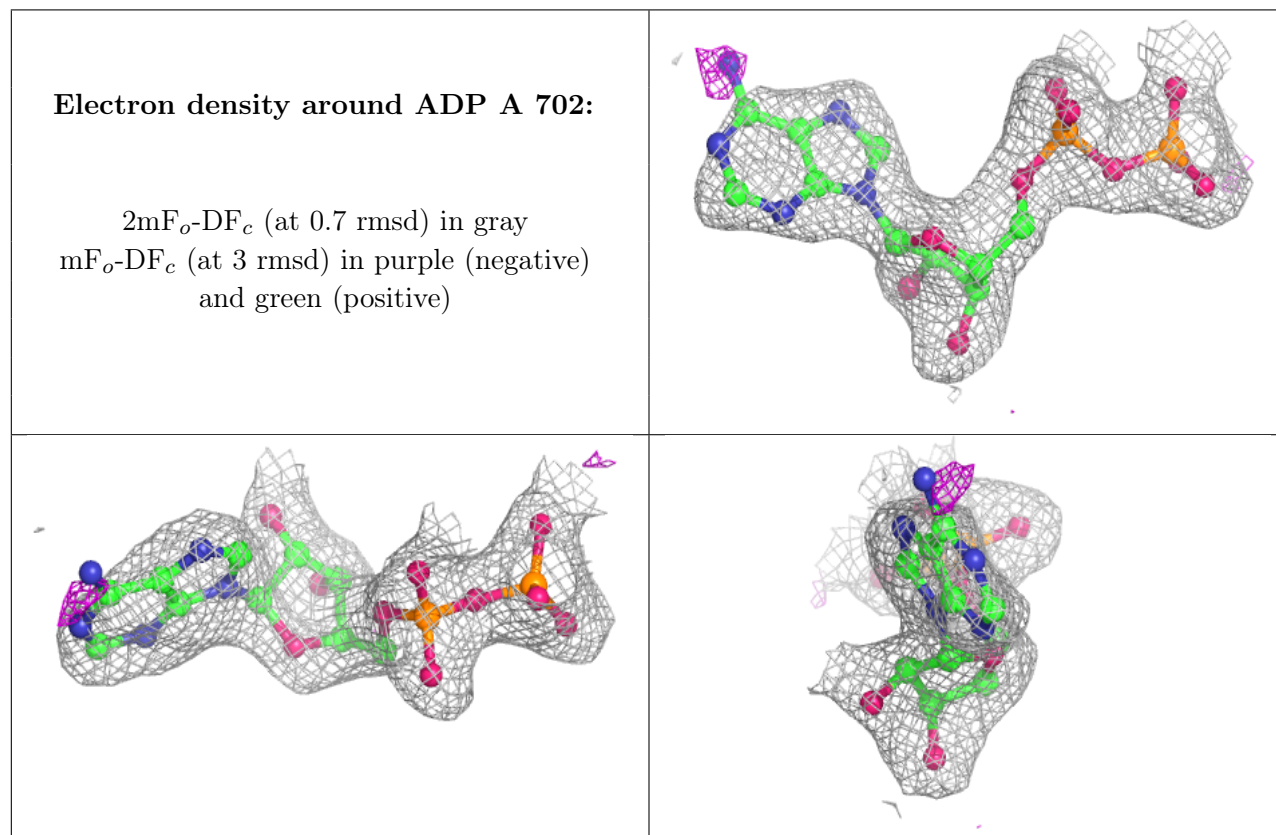 Electron density around ADP A 702:
2mFo-DFc (at 0.7 rmsd) in gray
mFo-DFc (at 3 rmsd) in purple (negative)
and green (positive)